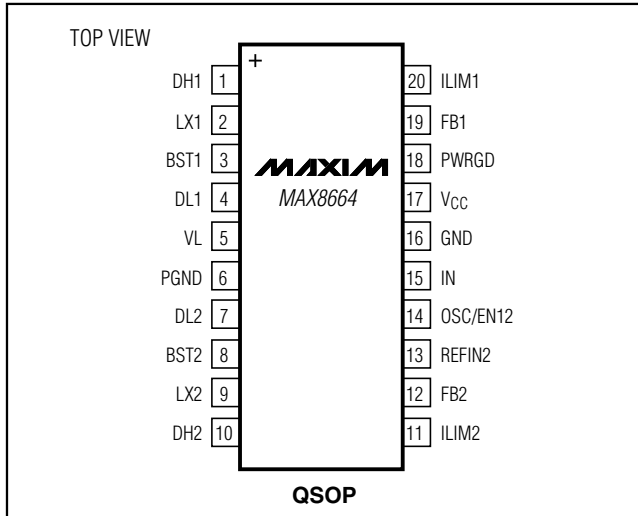 TOP VIEW
+
DH1 1 20 ILIM1
LX1 2 19 FB1
BST1 3 18 PWRGD
MAXIM
DL1 4 MAX8664 17 VCC
VL 5 16 GND
PGND 6 15 IN
DL2 7 14 OSC/EN12
BST2 8 13 REFIN2
LX2 9 12 FB2
DH2 10 11 ILIM2
QSOP